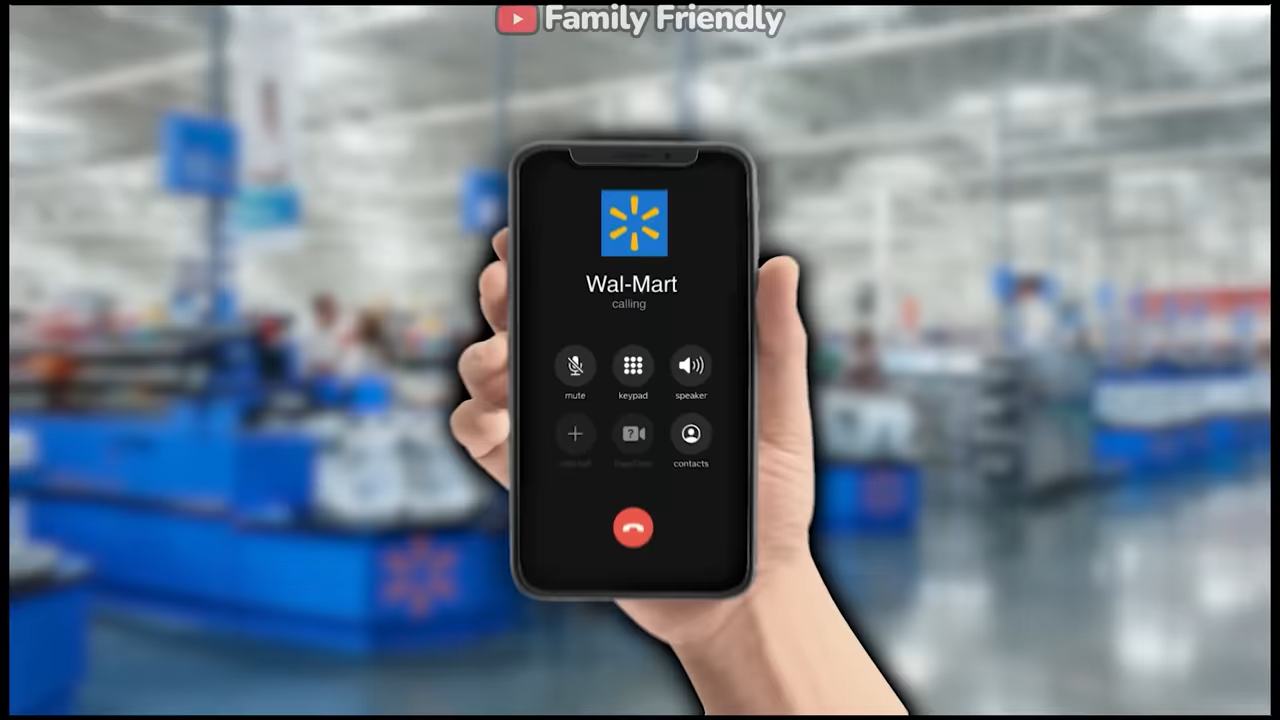 Family Friendly
Wal-Mart
calling
mute keypad speaker
contacts